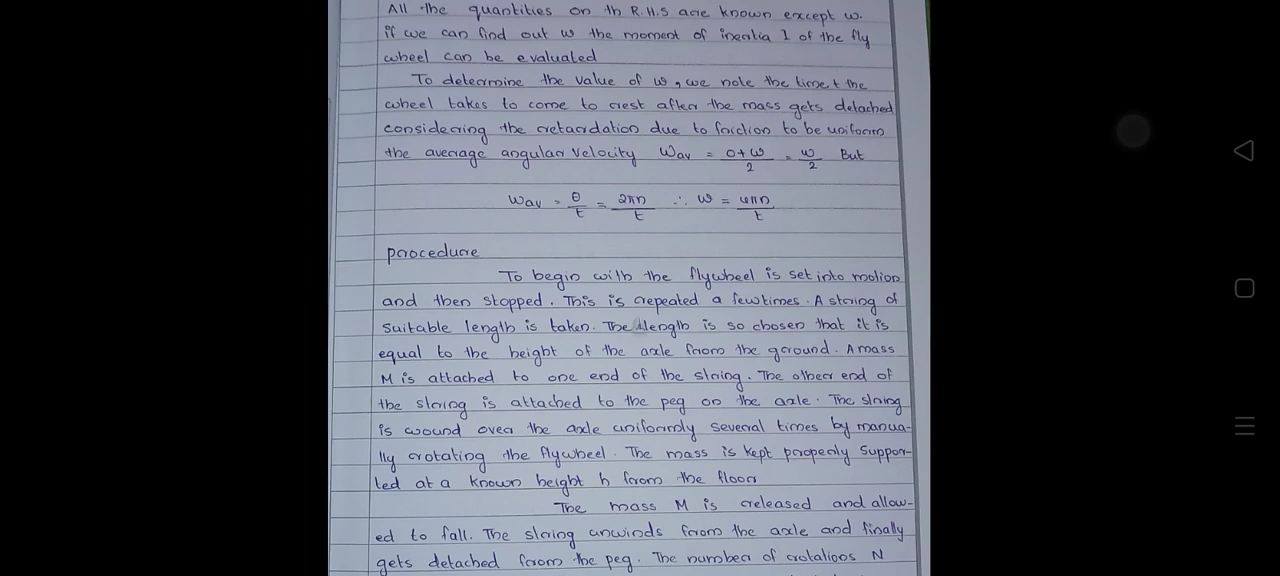 All the quantities on th R.H.S are known except ω.
if we can find out ω the moment of inertia I of the fly
wheel can be evaluated
To determine the value of ω, we note the time t the
wheel takes to come to rest after the mass gets detached
considering the retardation due to friction to be uniform
the average angular velocity ωav = 0+ω/2 = ω/2 But
ωav = θ/t = 2πn/t ∴ ω = 4πn/t
procedure
To begin with the flywheel is set into motion
and then stopped. This is repeated a few times. A string of
suitable length is taken. The length is so chosen that it is
equal to the height of the axle from the ground. A mass
M is attached to one end of the string. The other end of
the string is attached to the peg on the axle. The string
is wound over the axle uniformly several times by manua-
lly rotating the flywheel. The mass is kept properly suppor-
ted at a known height h from the floor
The mass M is released and allow-
ed to fall. The string unwinds from the axle and finally
gets detached from the peg. The number of rotations N